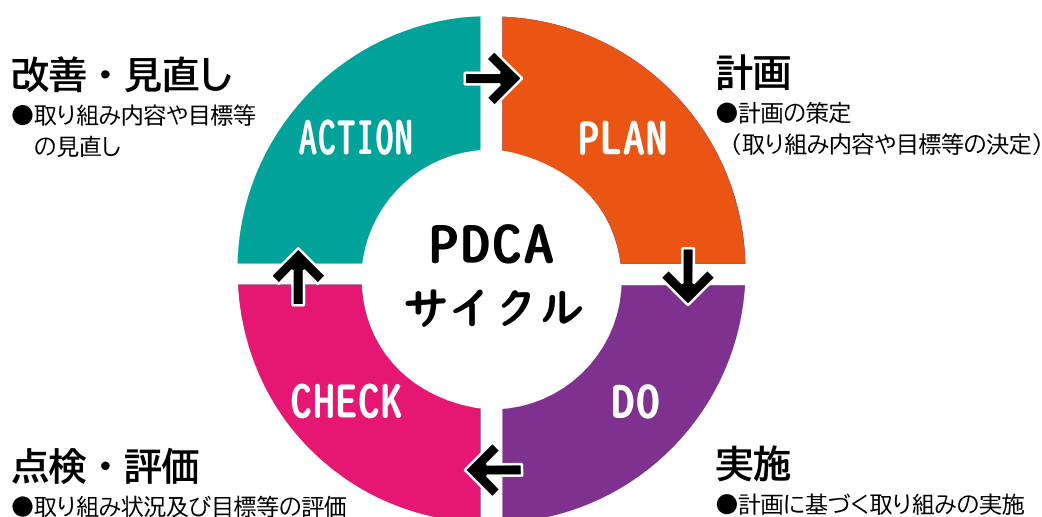 改善・見直し
●取り組み内容や目標等
の見直し
計画
●計画の策定
（取り組み内容や目標等の決定）
ACTION
PLAN
PDCA
サイクル
CHECK
DO
点検・評価
●取り組み状況及び目標等の評価
実施
●計画に基づく取り組みの実施